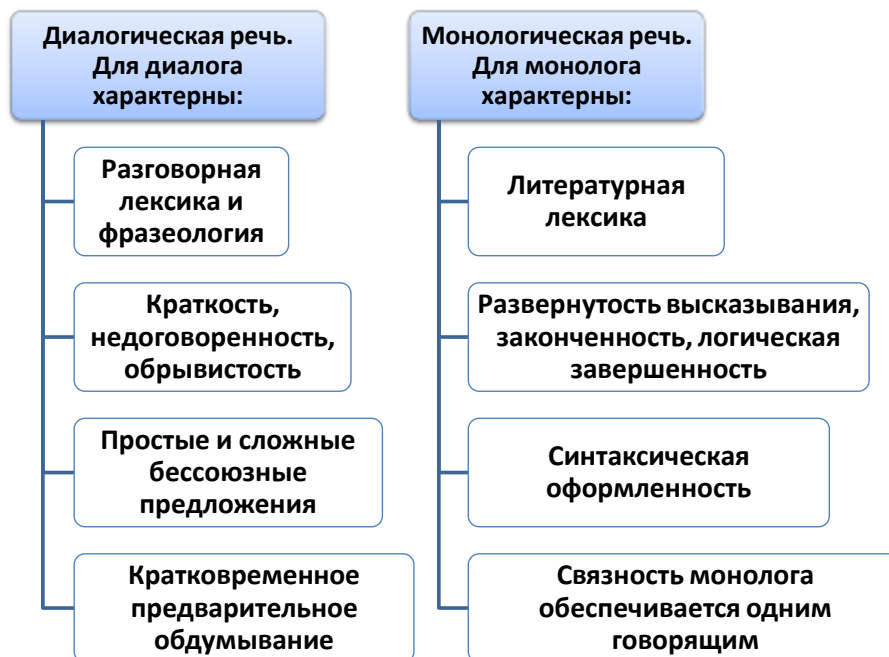 Диалогическая речь.
Для диалога
характерны:
Разговорная
лексика и
фразеология
Краткость,
недоговоренность,
обрывистость
Простые и сложные
бессоюзные
предложения
Кратковременное
предварительное
обдумывание
Монологическая речь.
Для монолога
характерны:
Литературная
лексика
Развернутость высказывания,
законченность, логическая
завершенность
Синтаксическая
оформленность
Связность монолога
обеспечивается одним
говорящим